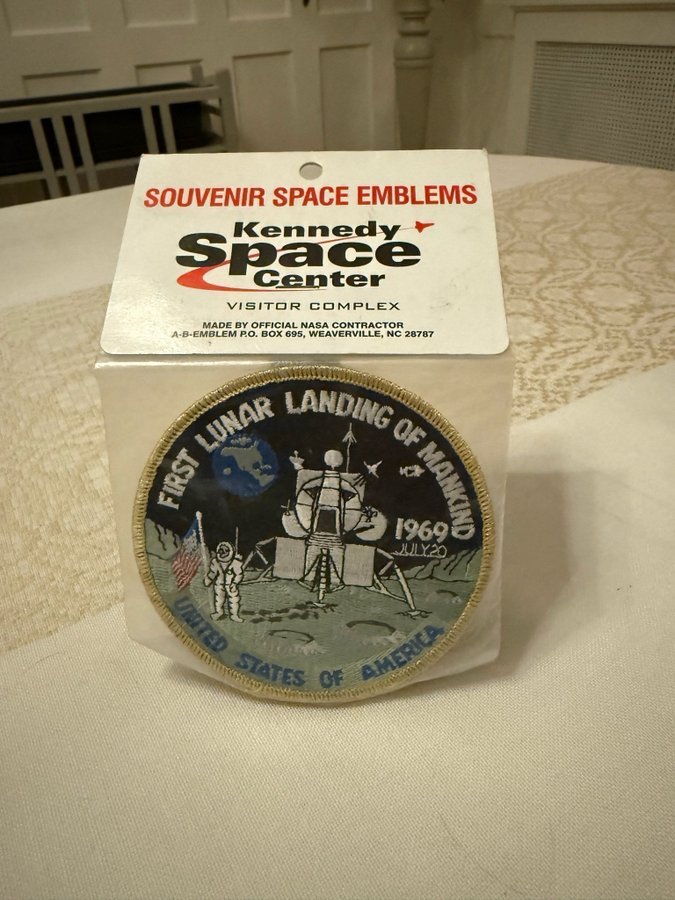 SOUVENIR SPACE EMBLEMS
Kennedy
Space
Center
VISITOR COMPLEX
MADE BY OFFICIAL NASA CONTRACTOR
A-B-EMBLEM P.O. BOX 695, WEAVERVILLE, NC 28787
FIRST LUNAR LANDING OF MANKIND
1969
JULY 20
UNITED STATES OF AMERICA